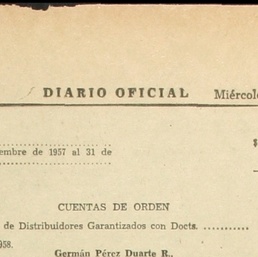 DIARIO OFICIAL Miércol
$
embre de 1957 al 31 de
CUENTAS DE ORDEN
de Distribuidores Garantizados con Docts.
958.
Germán Pérez Duarte R.,